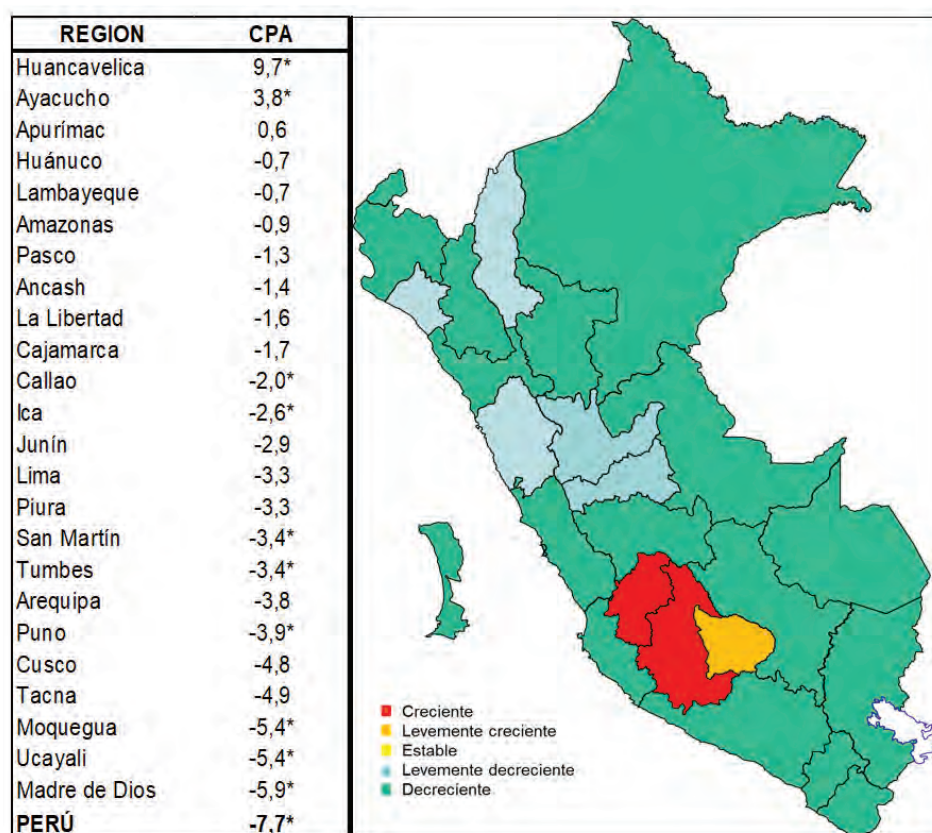 REGION CPA
Huancavelica 9,7*
Ayacucho 3,8*
Apurímac 0,6
Huánuco -0,7
Lambayeque -0,7
Amazonas -0,9
Pasco -1,3
Ancash -1,4
La Libertad -1,6
Cajamarca -1,7
Callao -2,0*
Ica -2,6*
Junín -2,9
Lima -3,3
Piura -3,3
San Martín -3,4*
Tumbes -3,4*
Arequipa -3,8
Puno -3,9*
Cusco -4,8
Tacna -4,9
Moquegua -5,4*
Ucayali -5,4*
Madre de Dios -5,9*
PERÚ -7,7*
Creciente
Levemente creciente
Estable
Levemente decreciente
Decreciente